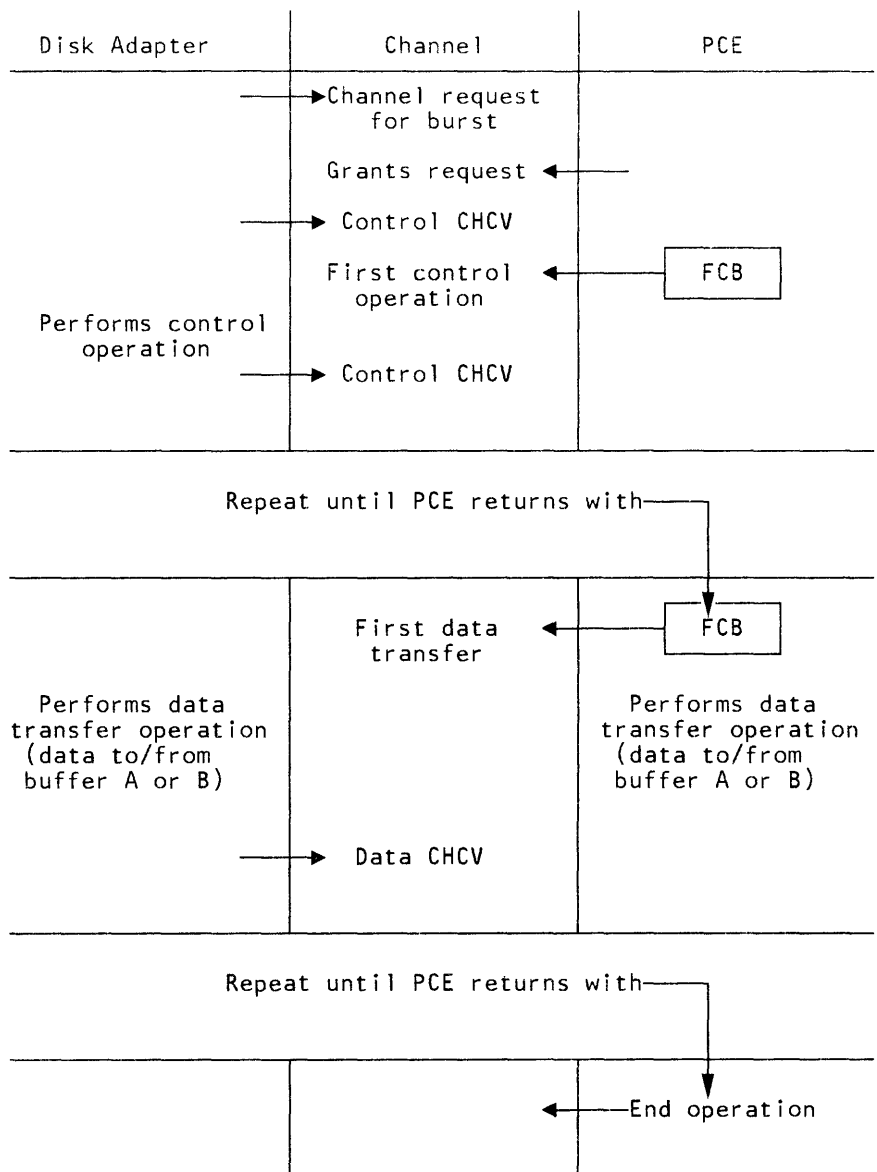 Disk Adapter
Channel
PCE
Channel request
for burst
Grants request
Control CHCV
First control
operation
FCB
Performs control
operation
Control CHCV
Repeat until PCE returns with
First data
transfer
FCB
Performs data
transfer operation
(data to/from
buffer A or B)
Performs data
transfer operation
(data to/from
buffer A or B)
Data CHCV
Repeat until PCE returns with
End operation